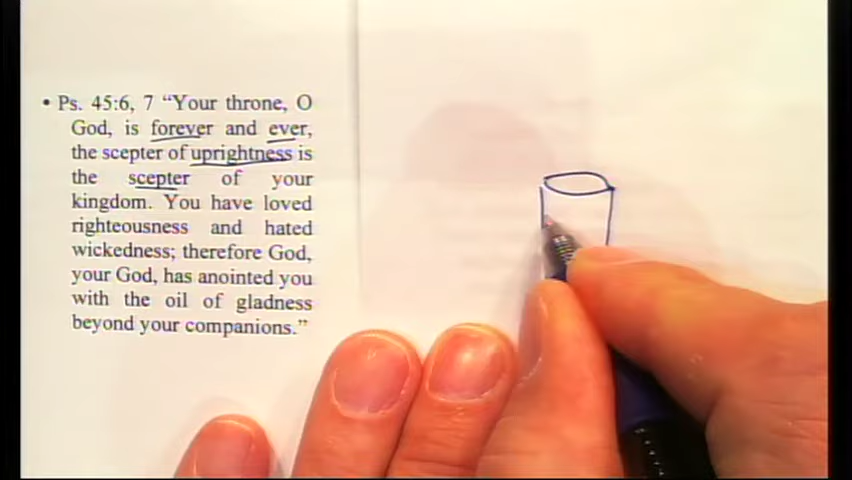 • Ps. 45:6, 7 “Your throne, O
God, is forever and ever,
the scepter of uprightness is
the scepter of your
kingdom. You have loved
righteousness and hated
wickedness; therefore God,
your God, has anointed you
with the oil of gladness
beyond your companions.”